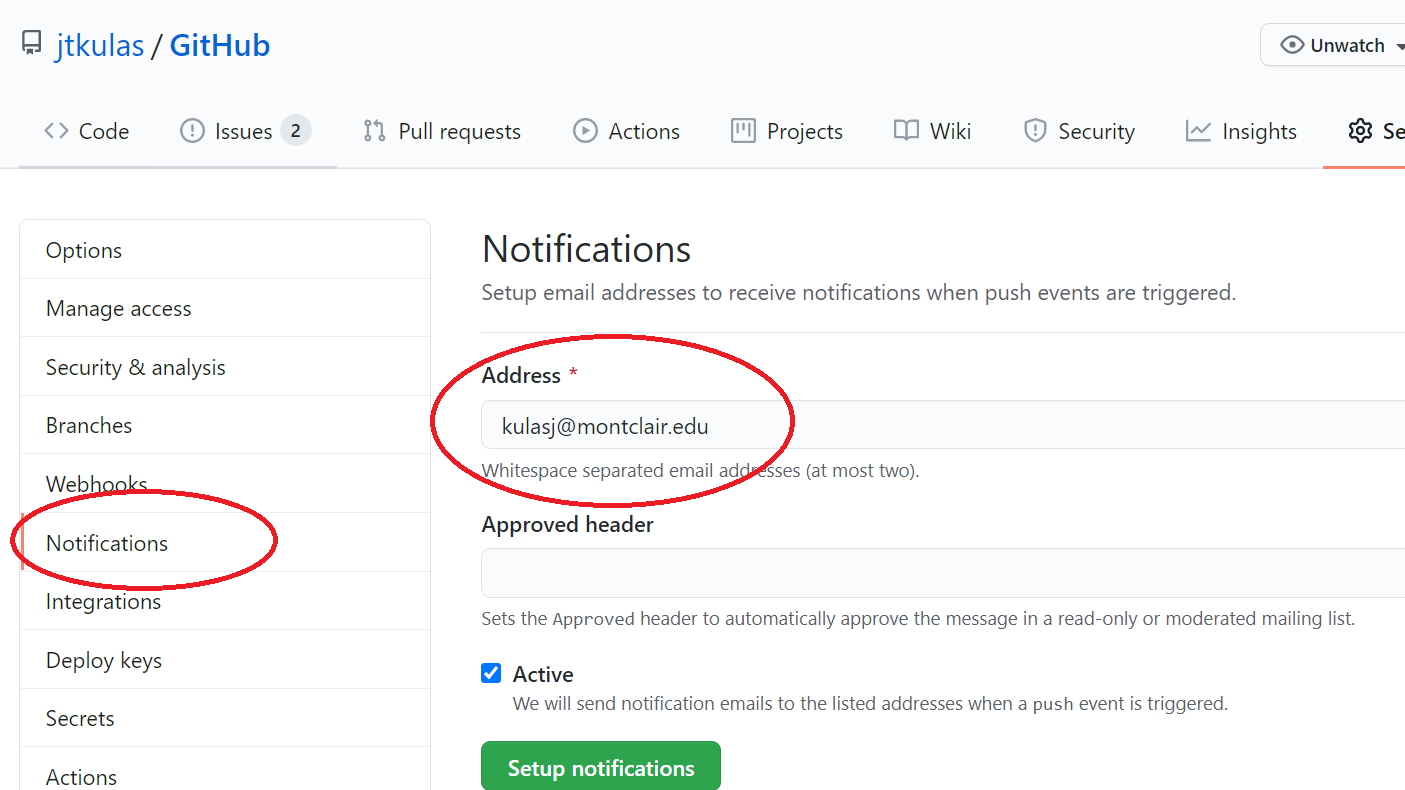 jtkulas / GitHub
Unwatch
Code
Issues 2
Pull requests
Actions
Projects
Wiki
Security
Insights
Se
Options
Manage access
Security & analysis
Branches
Webhooks
Notifications
Integrations
Deploy keys
Secrets
Actions
Notifications
Setup email addresses to receive notifications when push events are triggered.
Address *
kulasj@montclair.edu
Whitespace separated email addresses (at most two).
Approved header
Sets the Approved header to automatically approve the message in a read-only or moderated mailing list.
Active
We will send notification emails to the listed addresses when a push event is triggered.
Setup notifications